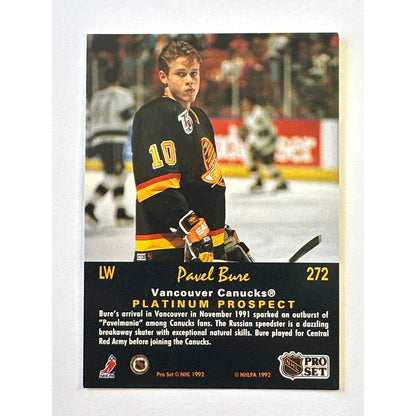 Budweiser
10
LW Pavel Bure 272
Vancouver Canucks®
PLATINUM PROSPECT
Bure's arrival in Vancouver in November 1991 sparked an outburst of
"Pavelmania" among Canucks fans. The Russian speedster is a dazzling
breakaway skater with exceptional natural skills. Bure played for Central
Red Army before joining the Canucks.
Pro Set © NHL 1992 © NHLPA 1992
NHL PRO
SET